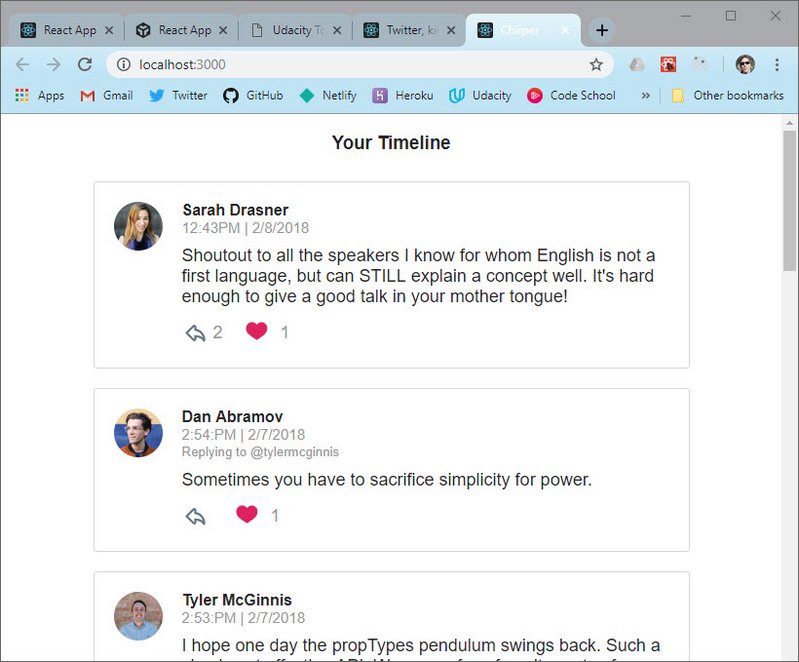 React App
React App
Udacity To
Twitter, ki
Chirper
localhost:3000
Apps
Gmail
Twitter
GitHub
Netlify
Heroku
Udacity
Code School
»
Other bookmarks
Your Timeline
Sarah Drasner
12:43PM | 2/8/2018
Shoutout to all the speakers I know for whom English is not a
first language, but can STILL explain a concept well. It's hard
enough to give a good talk in your mother tongue!
2 1
Dan Abramov
2:54:PM | 2/7/2018
Replying to @tylermcginnis
Sometimes you have to sacrifice simplicity for power.
1
Tyler McGinnis
2:53:PM | 2/7/2018
I hope one day the propTypes pendulum swings back. Such a